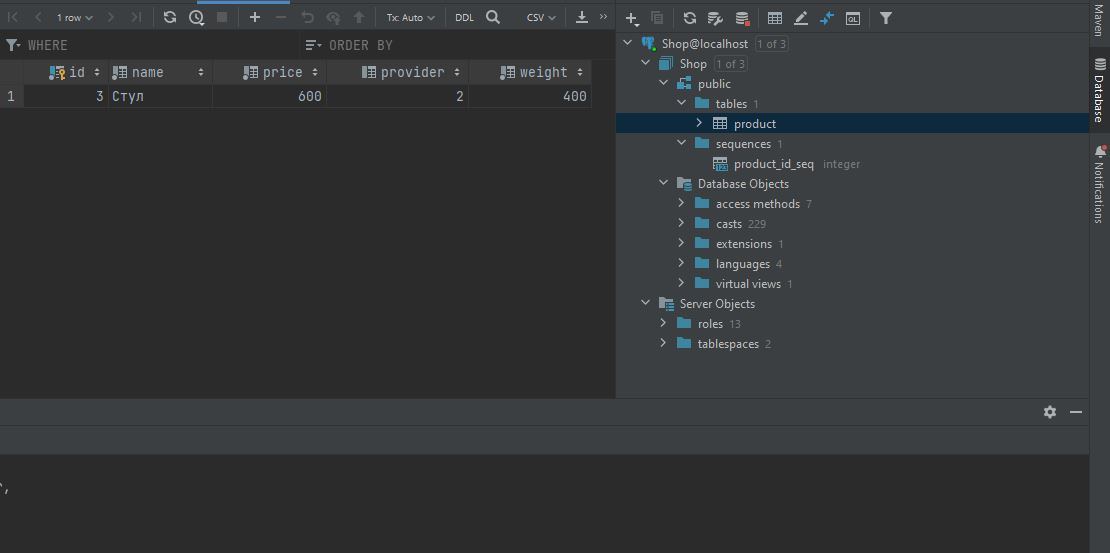 1 row
Tx: Auto
DDL
CSV
WHERE
ORDER BY
id name price provider weight
1 3 Стул 600 2 400
Shop@localhost 1 of 3
Shop 1 of 3
public
tables 1
product
sequences 1
product_id_seq integer
Database Objects
access methods 7
casts 229
extensions 1
languages 4
virtual views 1
Server Objects
roles 13
tablespaces 2
QL
123
Maven
Database
Notifications